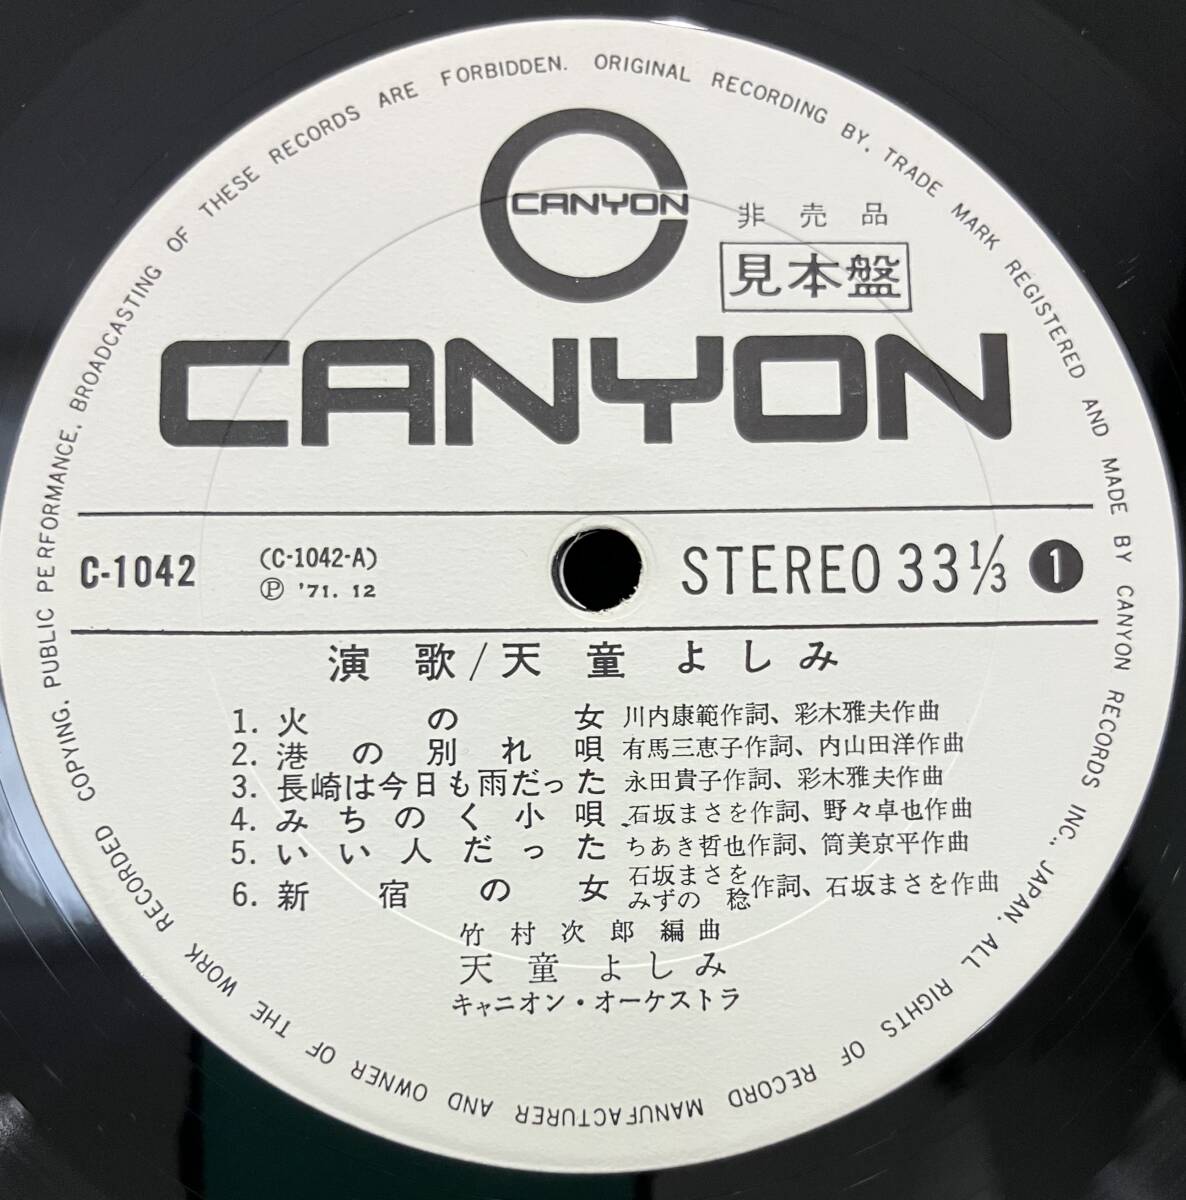 COPYING, PUBLIC PERFORMANCE, BROADCASTING OF THESE RECORDS ARE FORBIDDEN. ORIGINAL RECORDING BY, TRADE MARK REGISTERED AND MADE BY CANYON RECORDS INC., JAPAN. ALL RIGHTS OF RECORD MANUFACTURER AND OWNER OF THE WORK RECORDED
CANYON
非売品
見本盤
CANYON
C-1042 (C-1042-A) STEREO 33 1/3 1
Ⓟ '71. 12
演歌/天童よしみ
1. 火の女 川内康範作詞、彩木雅夫作曲
2. 港の別れ唄 有馬三恵子作詞、内山田洋作曲
3. 長崎は今日も雨だった 永田貴子作詞、彩木雅夫作曲
4. みちのく小唄 石坂まさを作詞、野々卓也作曲
5. いい人だった ちあき哲也作詞、筒美京平作曲
6. 新宿の女 石坂まさを みずの稔 作詞、石坂まさを作曲
竹村次郎編曲
天童よしみ
キャニオン・オーケストラ